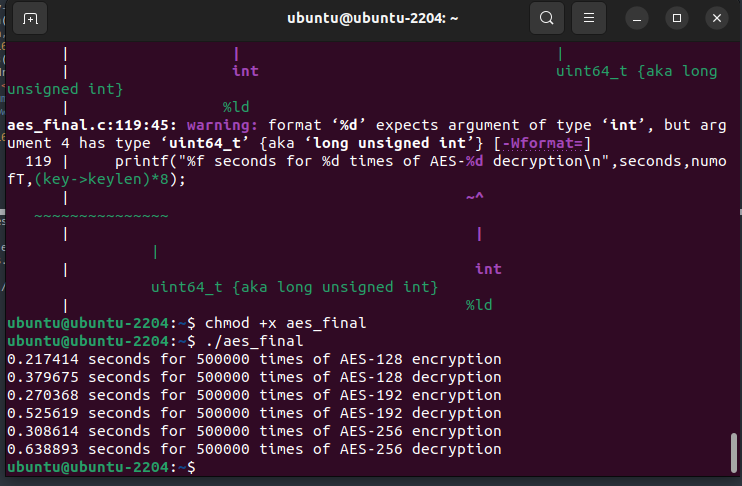 ubuntu@ubuntu-2204: ~
| | |
| int uint64_t {aka long
unsigned int}
| %ld
aes_final.c:119:45: warning: format ‘%d’ expects argument of type ‘int’, but arg
ument 4 has type ‘uint64_t’ {aka ‘long unsigned int’} [-Wformat=]
119 | printf("%f seconds for %d times of AES-%d decryption\n",seconds,numo
fT,(key->keylen)*8);
| ~^
~~~~~~~~~~~~~~~
| |
|
| int
uint64_t {aka long unsigned int}
| %ld
ubuntu@ubuntu-2204:~$ chmod +x aes_final
ubuntu@ubuntu-2204:~$ ./aes_final
0.217414 seconds for 500000 times of AES-128 encryption
0.379675 seconds for 500000 times of AES-128 decryption
0.270368 seconds for 500000 times of AES-192 encryption
0.525619 seconds for 500000 times of AES-192 decryption
0.308614 seconds for 500000 times of AES-256 encryption
0.638893 seconds for 500000 times of AES-256 decryption
ubuntu@ubuntu-2204:~$